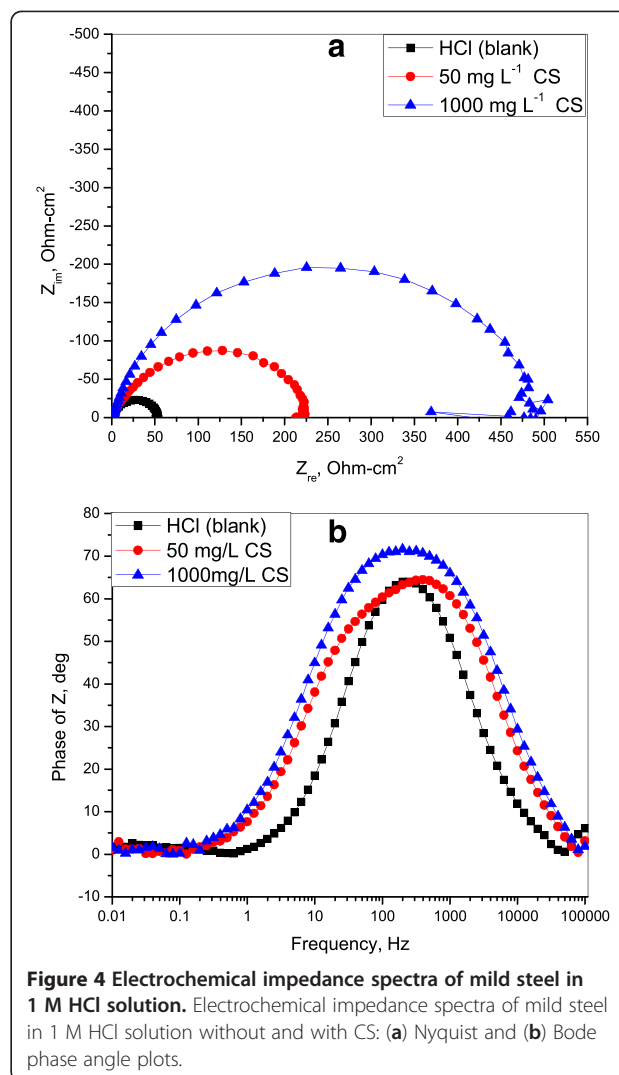 a
HCl (blank)
50 mg L⁻¹ CS
1000 mg L⁻¹ CS
-500
-450
-400
-350
-300
-250
-200
-150
-100
-50
0
0 50 100 150 200 250 300 350 400 450 500 550
Z_im, Ohm-cm²
Z_re, Ohm-cm²
b
HCl (blank)
50 mg/L CS
1000mg/L CS
80
70
60
50
40
30
20
10
0
-10
0.01 0.1 1 10 100 1000 10000 100000
Phase of Z, deg
Frequency, Hz
Figure 4 Electrochemical impedance spectra of mild steel in
1 M HCl solution. Electrochemical impedance spectra of mild steel
in 1 M HCl solution without and with CS: (a) Nyquist and (b) Bode
phase angle plots.